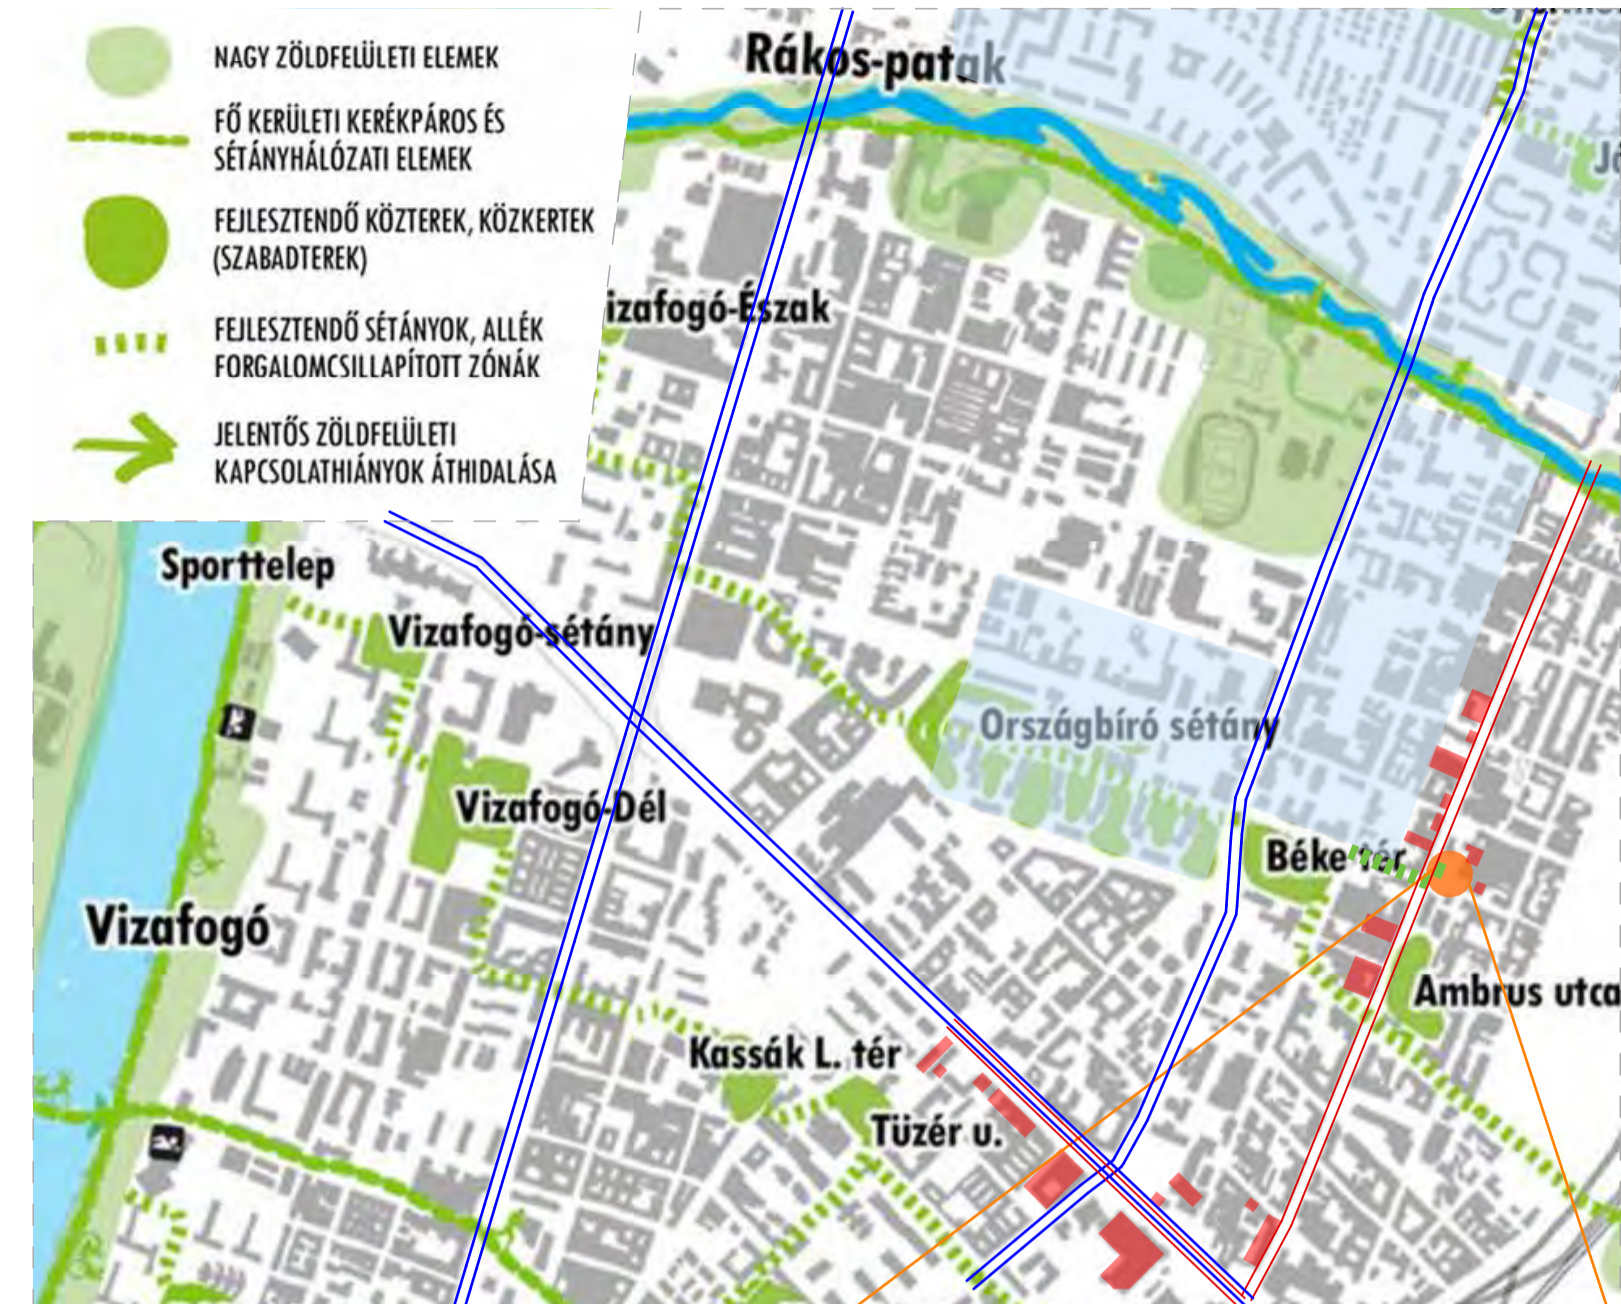 NAGY ZÖLDFELÜLETI ELEMEK
FŐ KERÜLETI KERÉKPÁROS ÉS
SÉTÁNYHÁLÓZATI ELEMEK
FEJLESZTENDŐ KÖZTEREK, KÖZKERTEK
(SZABADTEREK)
FEJLESZTENDŐ SÉTÁNYOK, ALLÉK
FORGALOMCSILLAPÍTOTT ZÓNÁK
JELENTŐS ZÖLDFELÜLETI
KAPCSOLATHIÁNYOK ÁTHIDALÁSA
Rákos-patak
izafogó-Észak
Sporttelep
Vizafogó-sétány
Országbíró sétány
Vizafogó-Dél
Béke tér
Vizafogó
Ambrus utca
Kassák L. tér
Tüzér u.